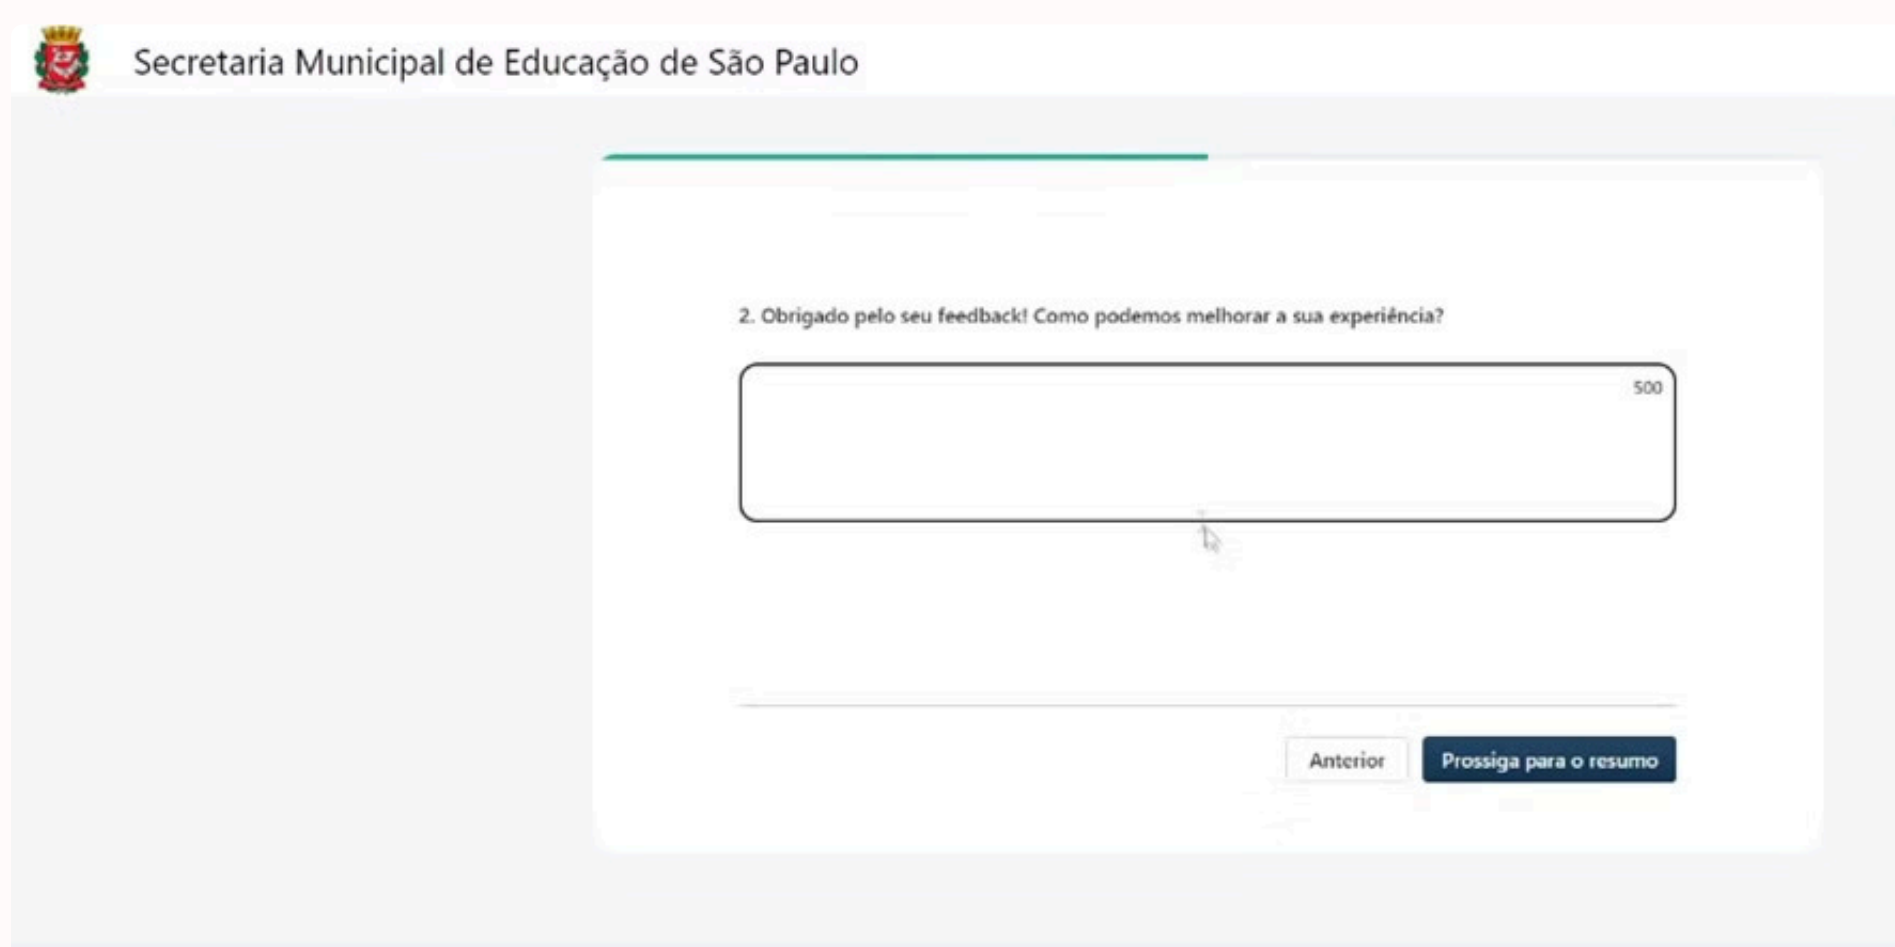 Secretaria Municipal de Educação de São Paulo
2. Obrigado pelo seu feedback! Como podemos melhorar a sua experiência?
500
Anterior
Prossiga para o resumo